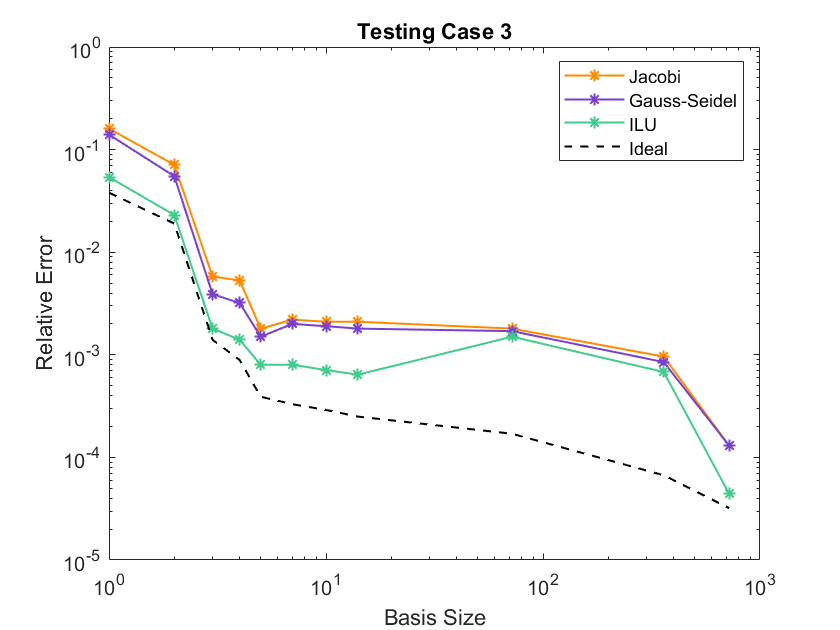 Testing Case 3
10^0
10^-1
10^-2
10^-3
10^-4
10^-5
Relative Error
Jacobi
Gauss-Seidel
ILU
Ideal
10^0
10^1
10^2
10^3
Basis Size